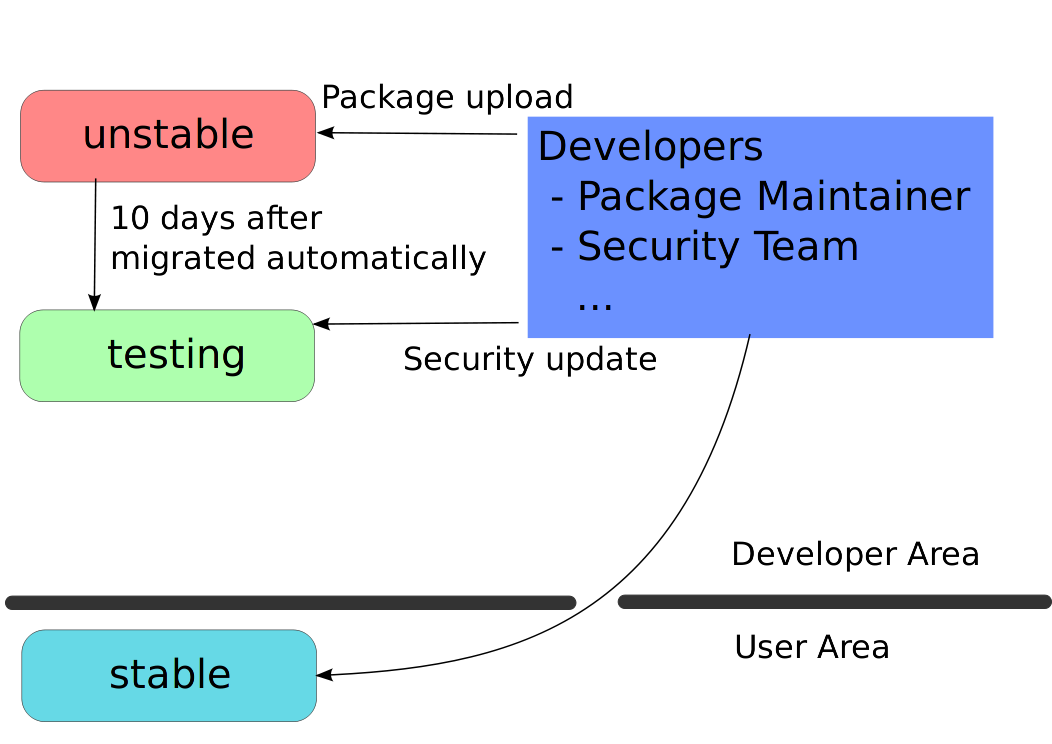 Package upload
unstable
Developers
- Package Maintainer
- Security Team
...
10 days after
migrated automatically
testing
Security update
Developer Area
User Area
stable